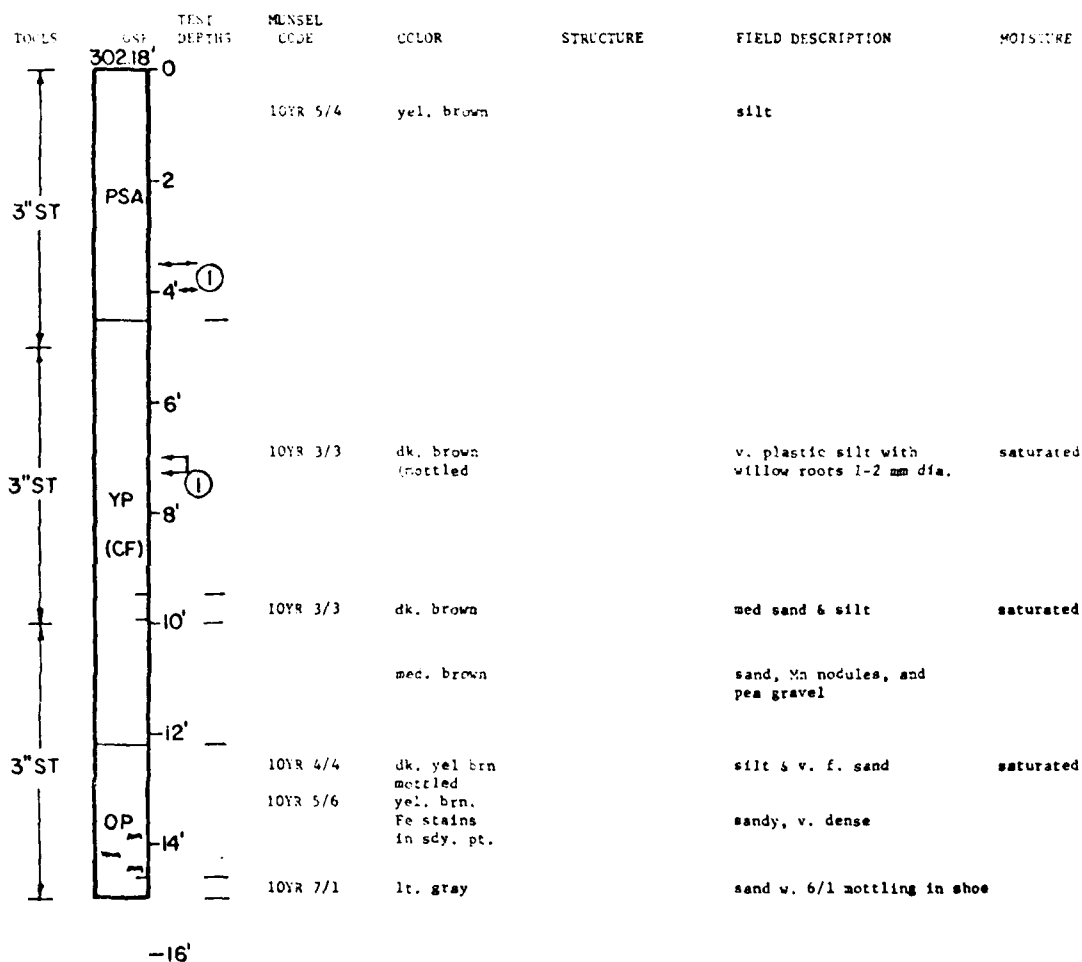 TEST MUNSEL
TOOLS GSF DEPTHS CODE COLOR STRUCTURE FIELD DESCRIPTION MOISTURE
302.18' 0
10YR 5/4 yel. brown silt
2
PSA
3"ST
1
4'
6'
10YR 3/3 dk. brown v. plastic silt with saturated
(mottled willow roots 1-2 mm dia.
3"ST
1
YP
8'
(CF)
10YR 3/3 dk. brown med sand & silt saturated
10'
med. brown sand, Mn nodules, and
pea gravel
12'
3"ST 10YR 4/4 dk. yel brn silt & v. f. sand saturated
mottled
10YR 5/6 yel. brn.
OP Fe stains sandy, v. dense
14' in sdy. pt.
10YR 7/1 lt. gray sand w. 6/1 mottling in shoe
16'